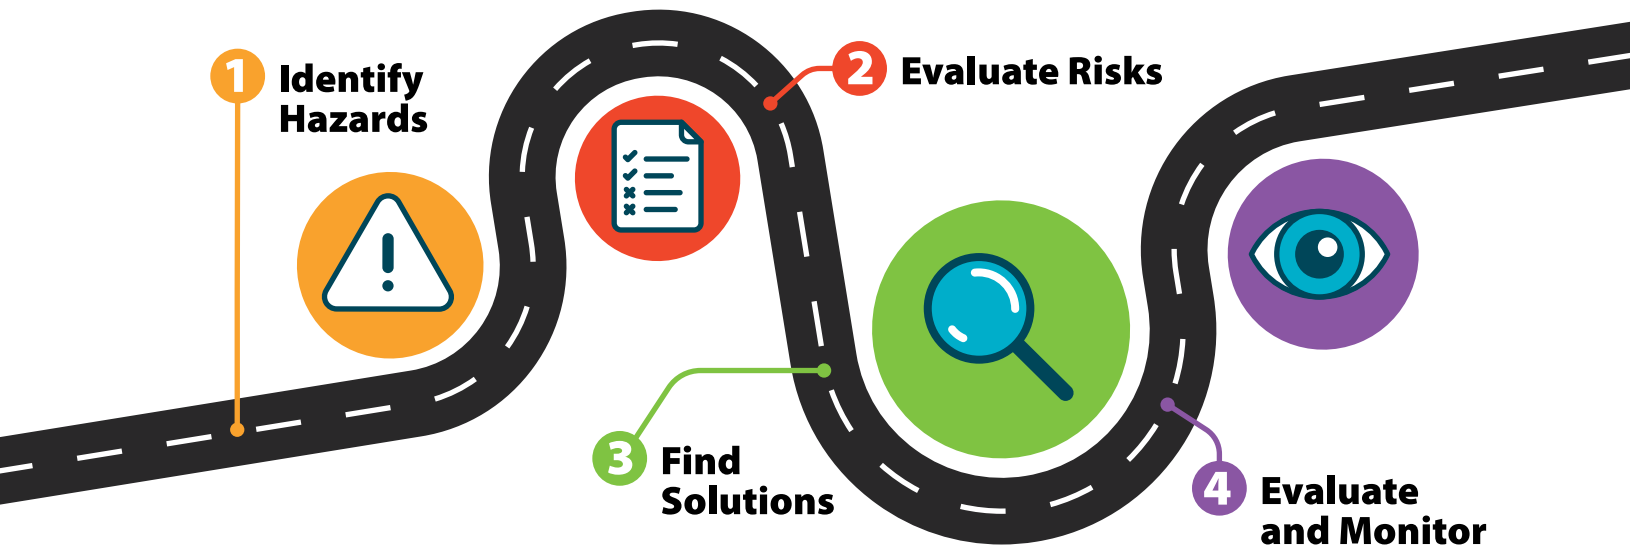 1
Identify
Hazards
2
Evaluate Risks
3
Find
Solutions
4
Evaluate
and Monitor